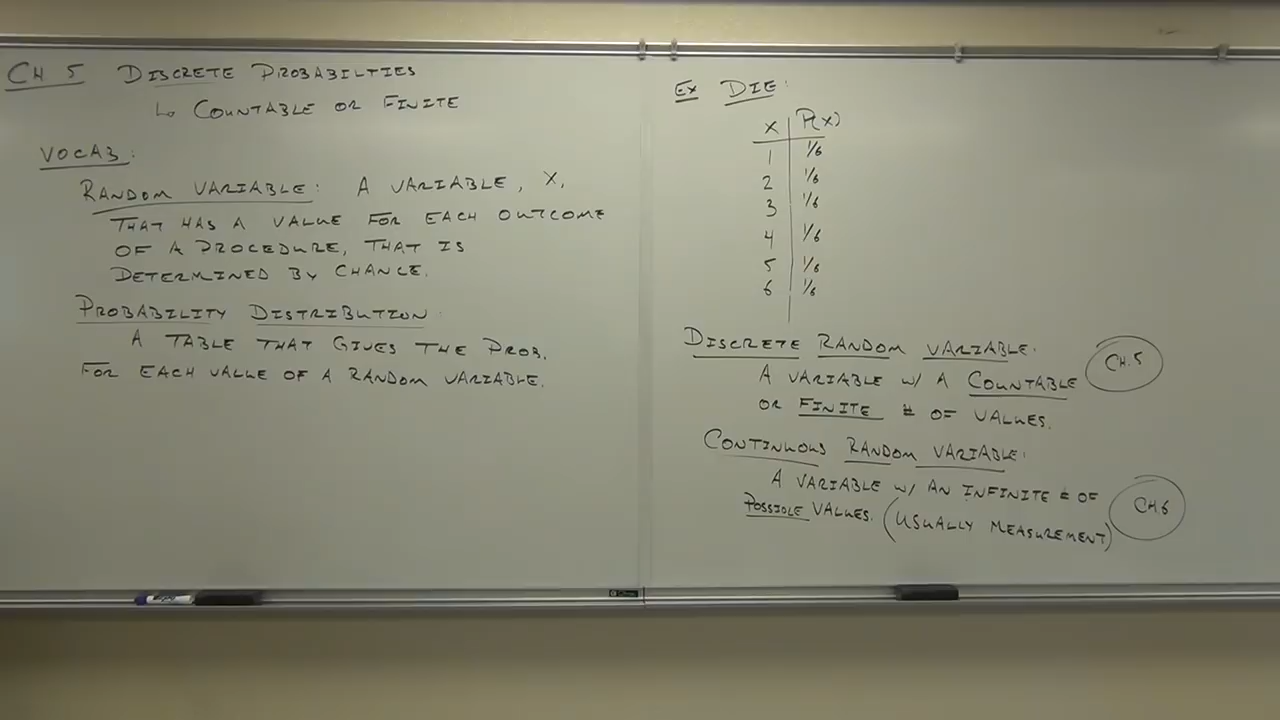 CH 5 DISCRETE PROBABILTIES
↳ COUNTABLE OR FINITE
VOCAB:
RANDOM VARIABLE: A VARIABLE, X,
THAT HAS A VALUE FOR EACH OUTCOME
OF A PROCEDURE, THAT IS
DETERMINED BY CHANCE.
PROBABILITY DISTRIBUTION:
A TABLE THAT GIVES THE PROB.
FOR EACH VALUE OF A RANDOM VARIABLE.
EX DIE:
X P(X)
1 1/6
2 1/6
3 1/6
4 1/6
5 1/6
6 1/6
DISCRETE RANDOM VARIABLE: CH.5
A VARIABLE W/ A COUNTABLE
OR FINITE # OF VALUES.
CONTINUOUS RANDOM VARIABLE:
A VARIABLE W/ AN INFINITE # OF CH.6
POSSIBLE VALUES. (USUALLY MEASUREMENT)